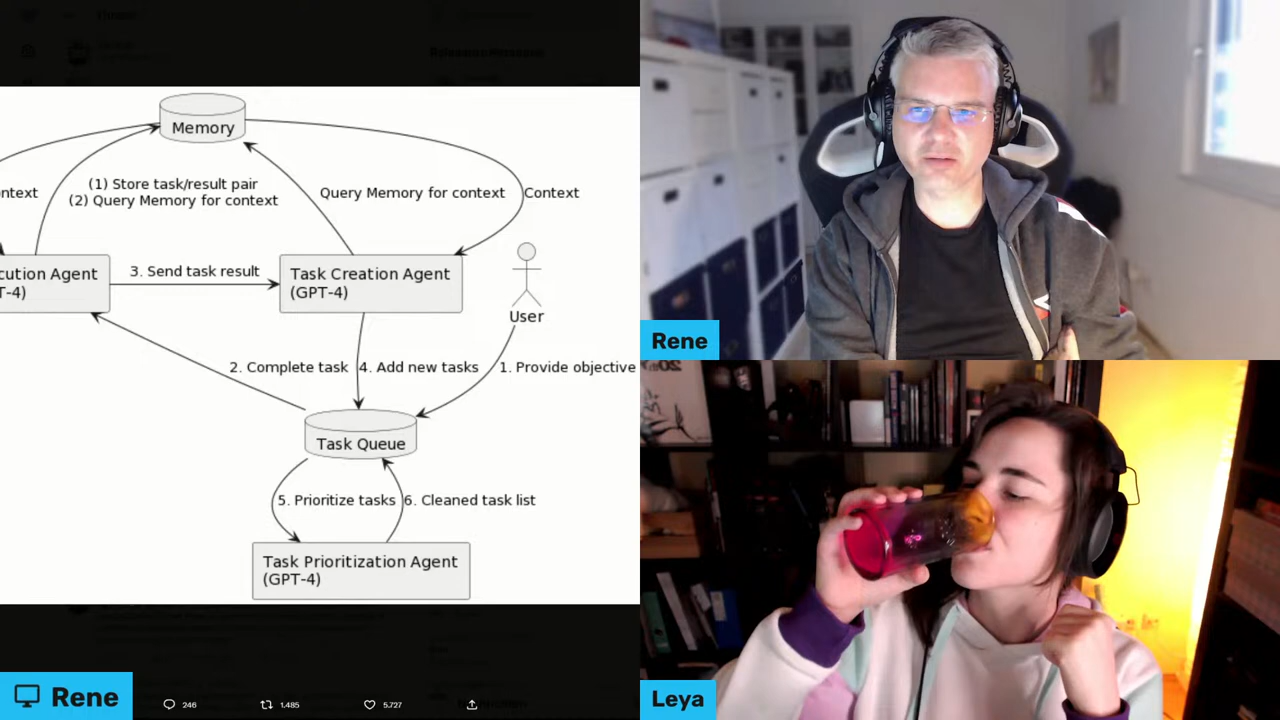 Memory
ntext
(1) Store task/result pair
(2) Query Memory for context
Query Memory for context
Context
cution Agent
T-4)
3. Send task result
Task Creation Agent
(GPT-4)
User
2. Complete task
4. Add new tasks
1. Provide objective
Task Queue
5. Prioritize tasks
6. Cleaned task list
Task Prioritization Agent
(GPT-4)
Rene
246
1,485
5,727
Rene
Leya